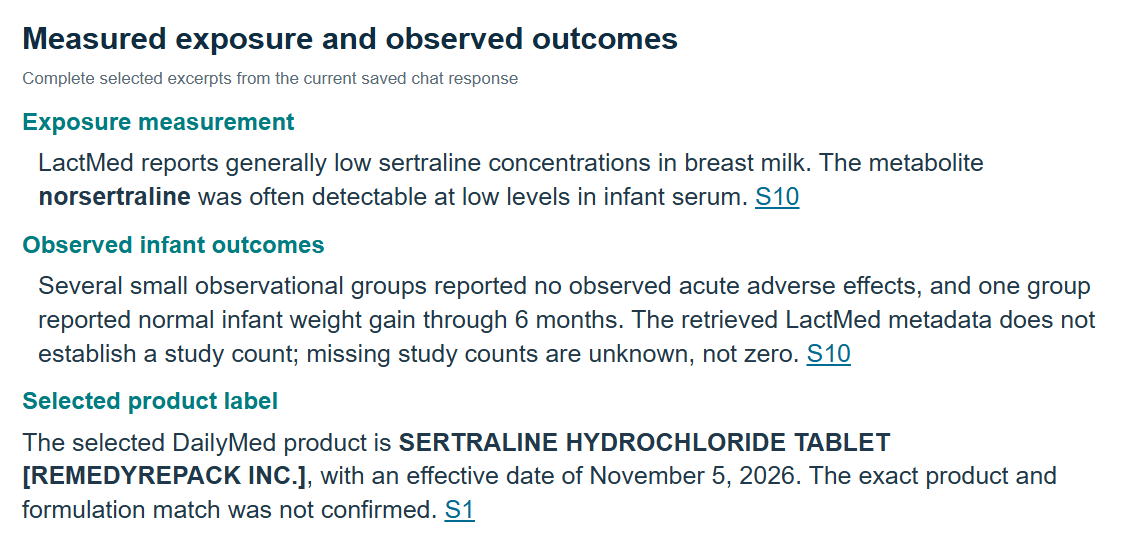 Measured exposure and observed outcomes
Complete selected excerpts from the current saved chat response
Exposure measurement
LactMed reports generally low sertraline concentrations in breast milk. The metabolite
norsertraline was often detectable at low levels in infant serum. S10
Observed infant outcomes
Several small observational groups reported no observed acute adverse effects, and one group
reported normal infant weight gain through 6 months. The retrieved LactMed metadata does not
establish a study count; missing study counts are unknown, not zero. S10
Selected product label
The selected DailyMed product is SERTRALINE HYDROCHLORIDE TABLET
[REMEDYREPACK INC.], with an effective date of November 5, 2026. The exact product and
formulation match was not confirmed. S1